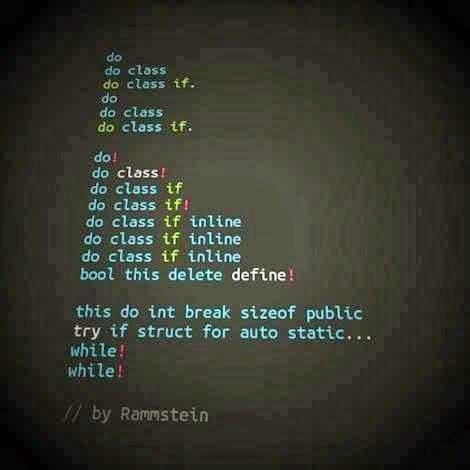 do
do class
do class if.
do
do class
do class if.
do!
do class!
do class if
do class if!
do class if inline
do class if inline
do class if inline
bool this delete define!
this do int break sizeof public
try if struct for auto static...
while!
while!
// by Rammstein